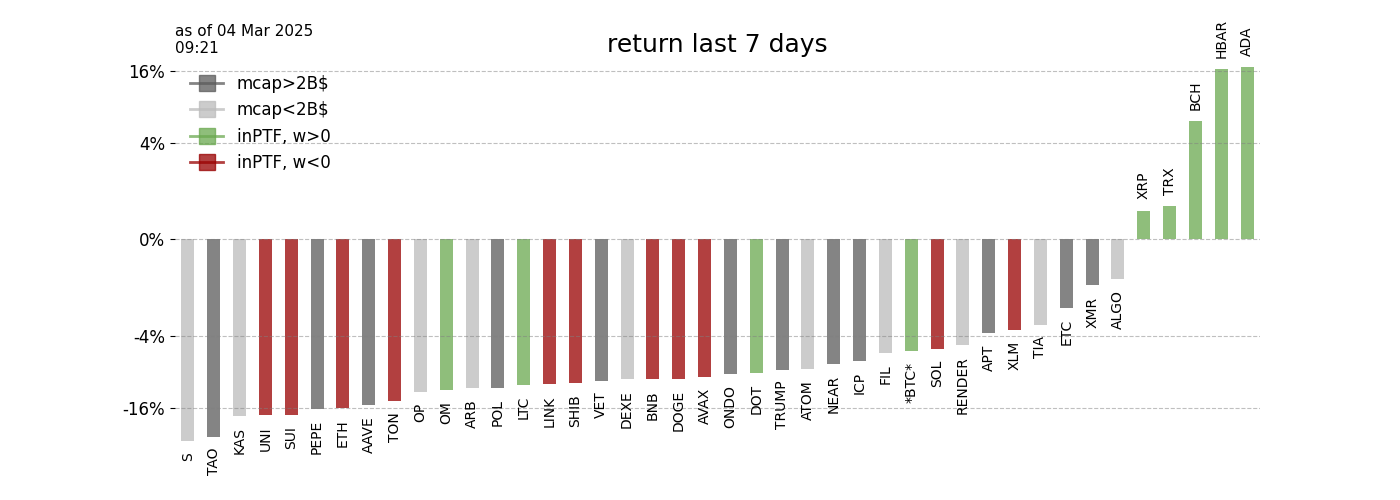 as of 04 Mar 2025
09:21
return last 7 days
16%
4%
0%
-4%
-16%
mcap>2B$
mcap<2B$
inPTF, w>0
inPTF, w<0
S
TAO
KAS
UNI
SUI
PEPE
ETH
AAVE
TON
OP
OM
ARB
POL
LTC
LINK
SHIB
VET
DEXE
BNB
DOGE
AVAX
ONDO
DOT
TRUMP
ATOM
NEAR
ICP
FIL
*BTC*
SOL
RENDER
APT
XLM
TIA
ETC
XMR
ALGO
XRP
TRX
BCH
HBAR
ADA